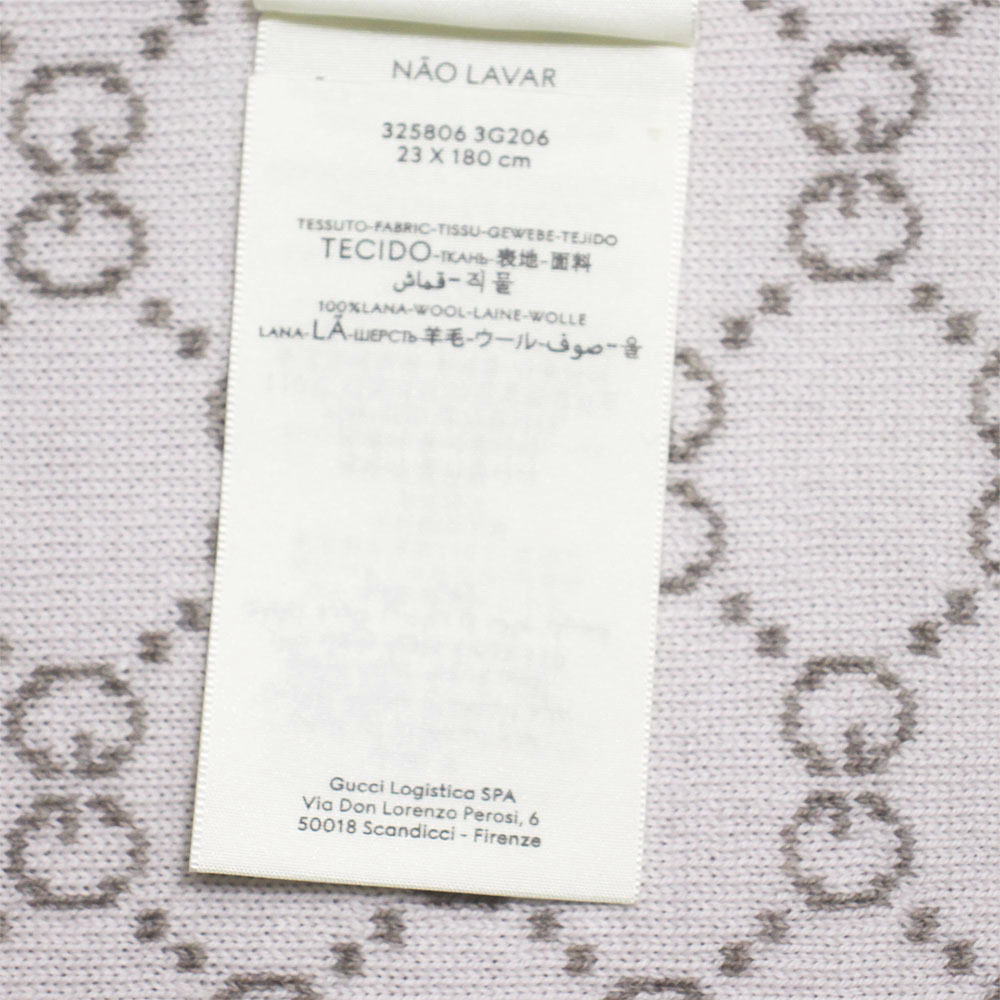 NÃO LAVAR
325806 3G206
23 X 180 cm
TESSUTO-FABRIC-TISSU-GEWEBE-TEJIDO
TECIDO-ТКАНЬ-表地-面料
قماش-직물
100%LANA-WOOL-LAINE-WOLLE
LANA-LÃ-ШЕРСТЬ-羊毛-ウール-صوف-울
Gucci Logistica SPA
Via Don Lorenzo Perosi, 6
50018 Scandicci - Firenze